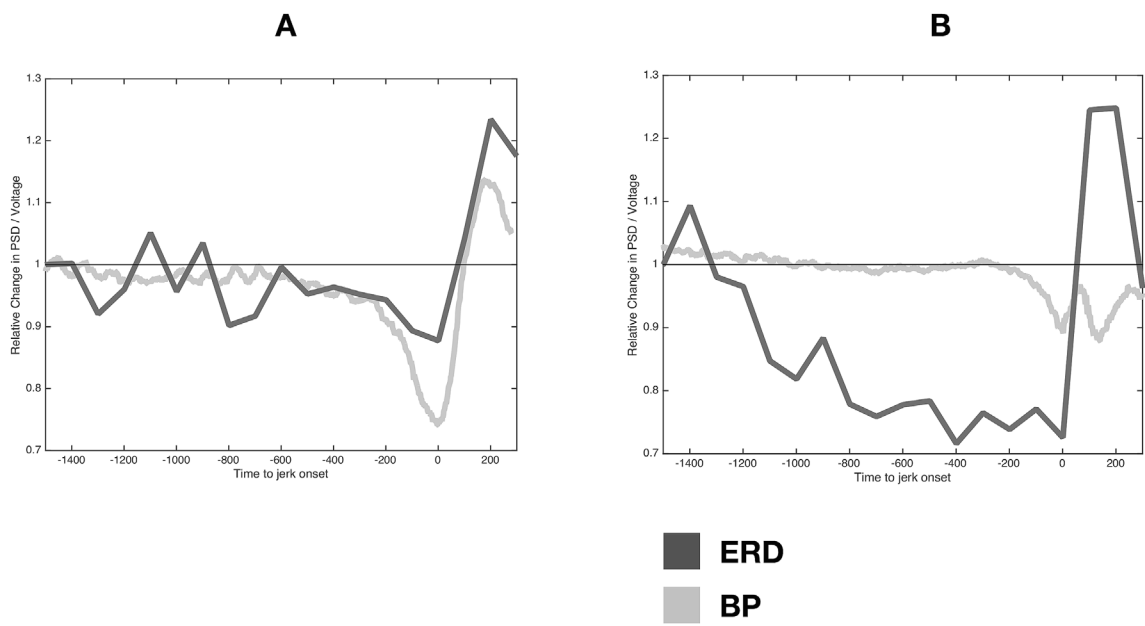 A
1.3
1.2
1.1
1
0.9
0.8
0.7
Relative Change in PSD / Voltage
-1400 -1200 -1000 -800 -600 -400 -200 0 200
Time to jerk onset
B
1.3
1.2
1.1
1
0.9
0.8
0.7
Relative Change in PSD / Voltage
-1400 -1200 -1000 -800 -600 -400 -200 0 200
Time to jerk onset
ERD
BP